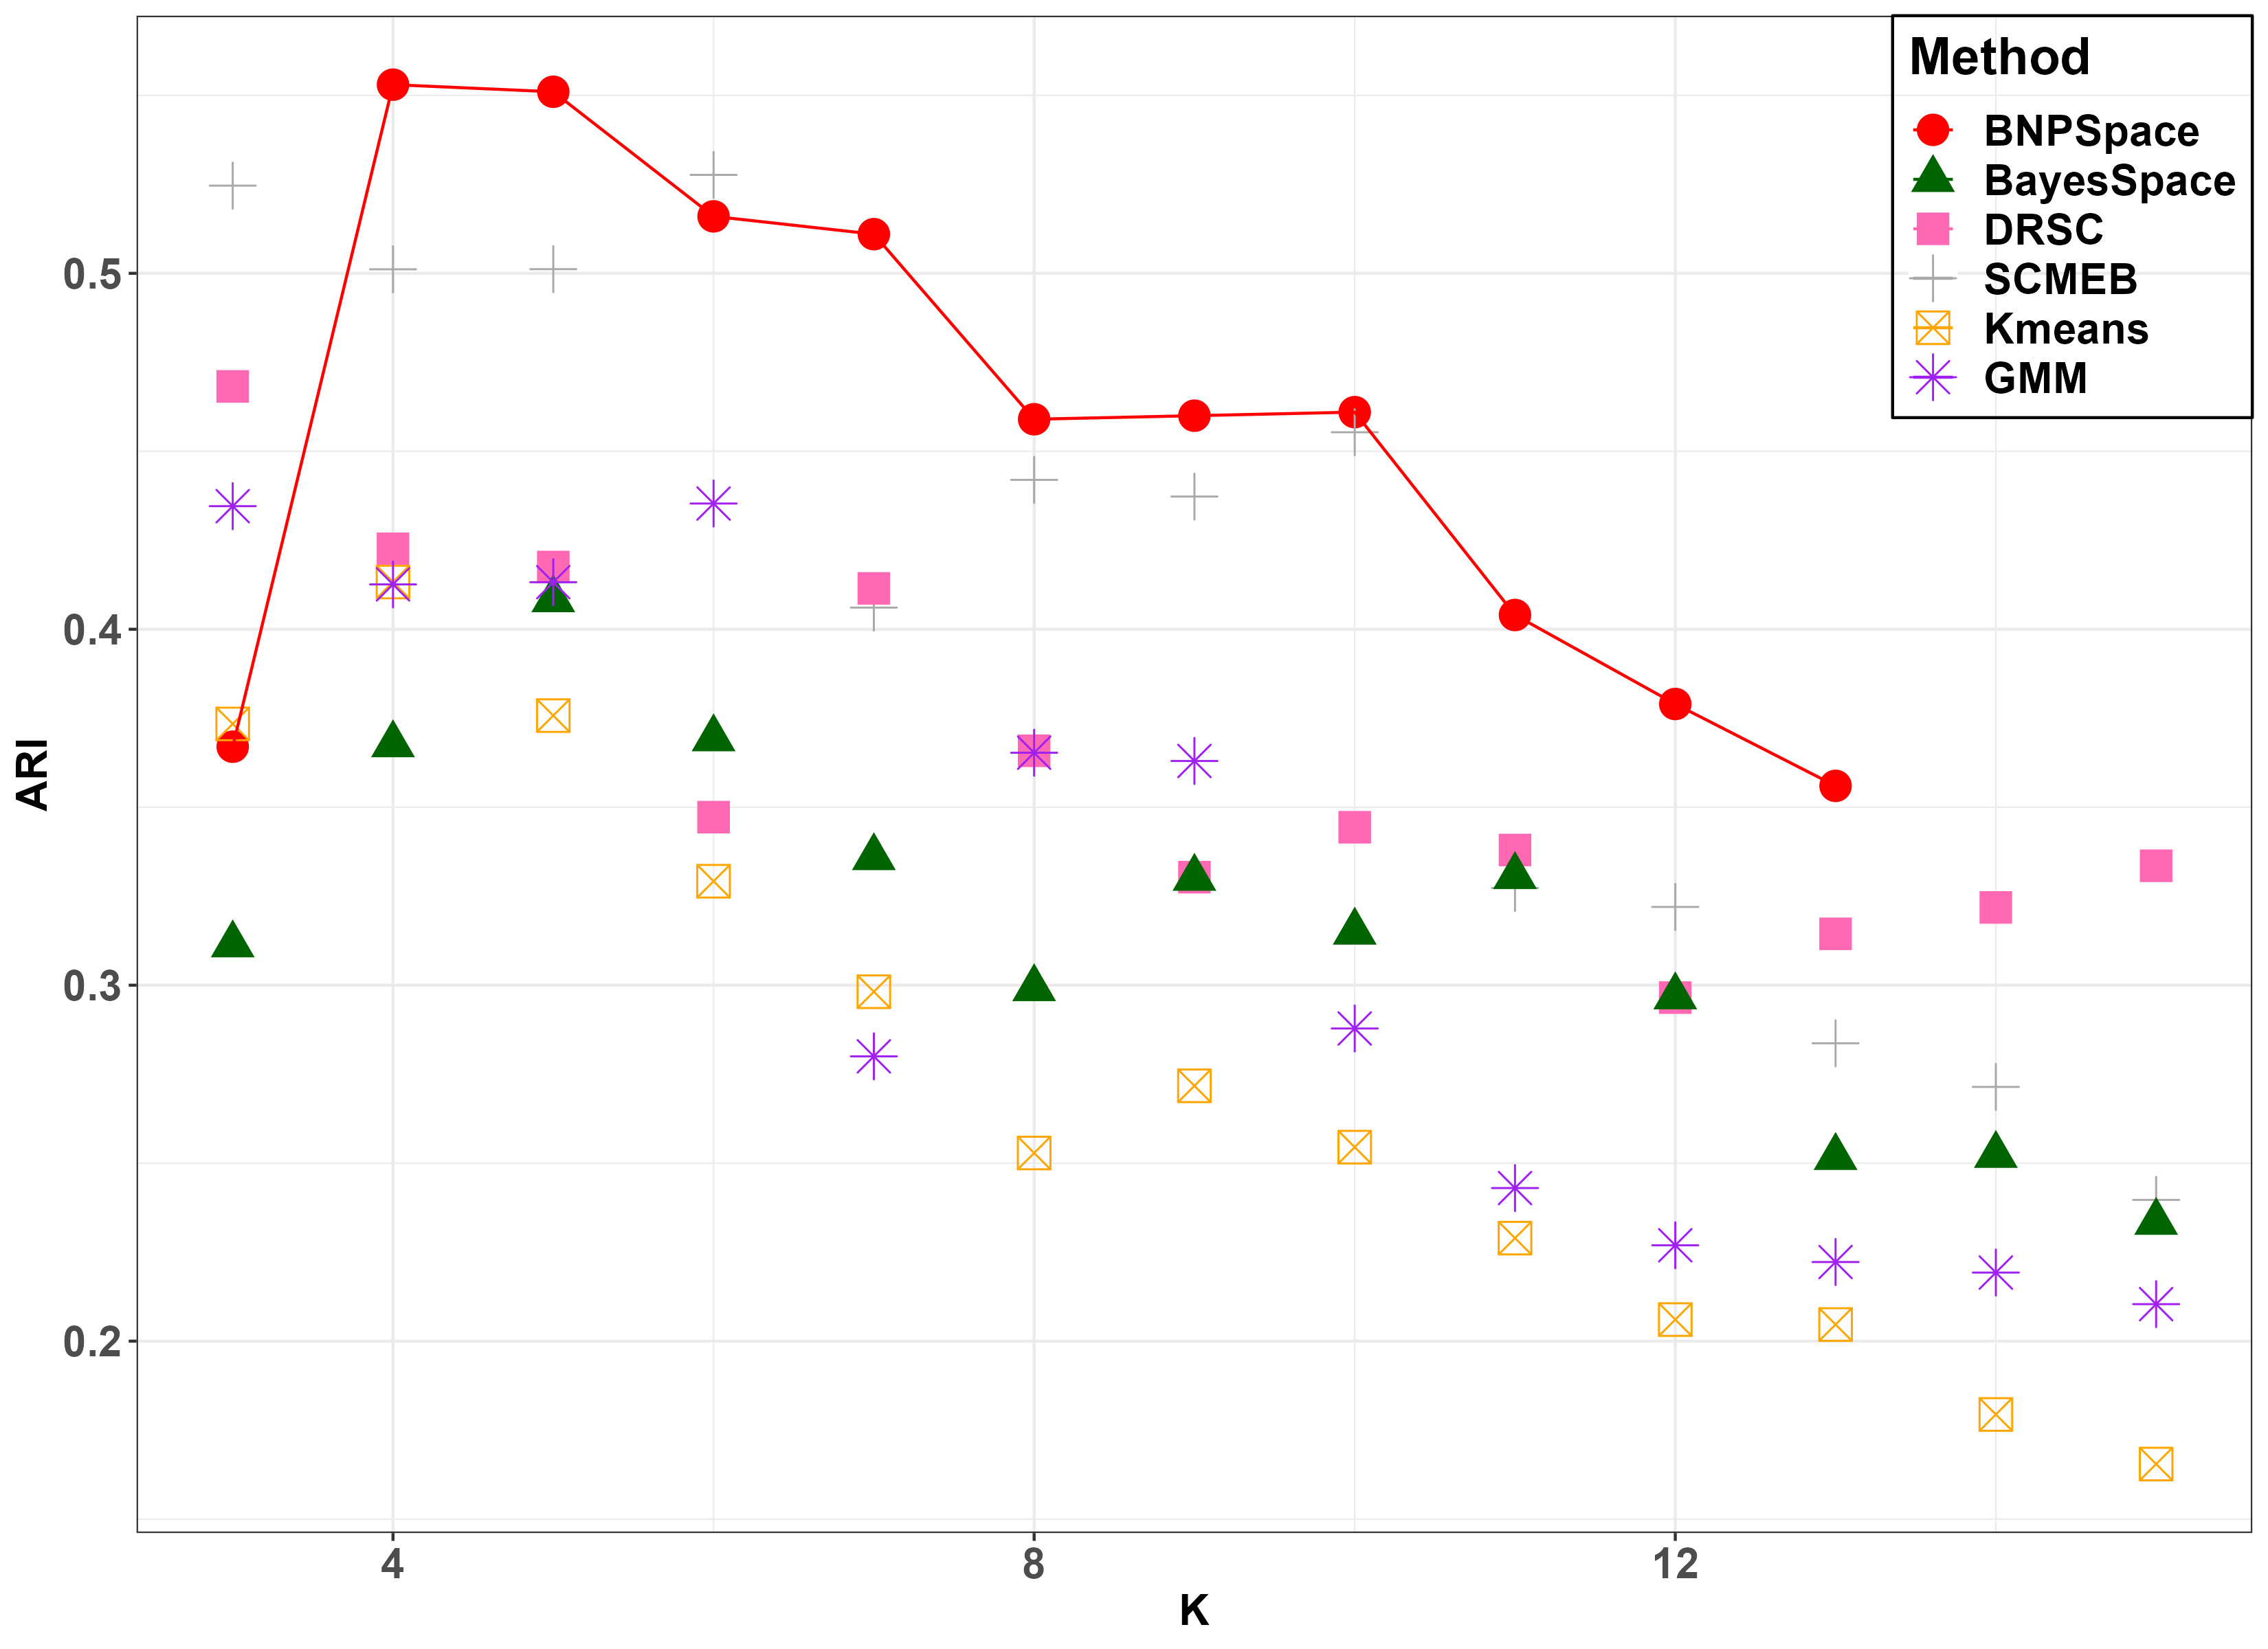 Method
BNPSpace
BayesSpace
DRSC
SCMEB
Kmeans
GMM
0.5
0.4
0.3
0.2
ARI
4 8 12
K